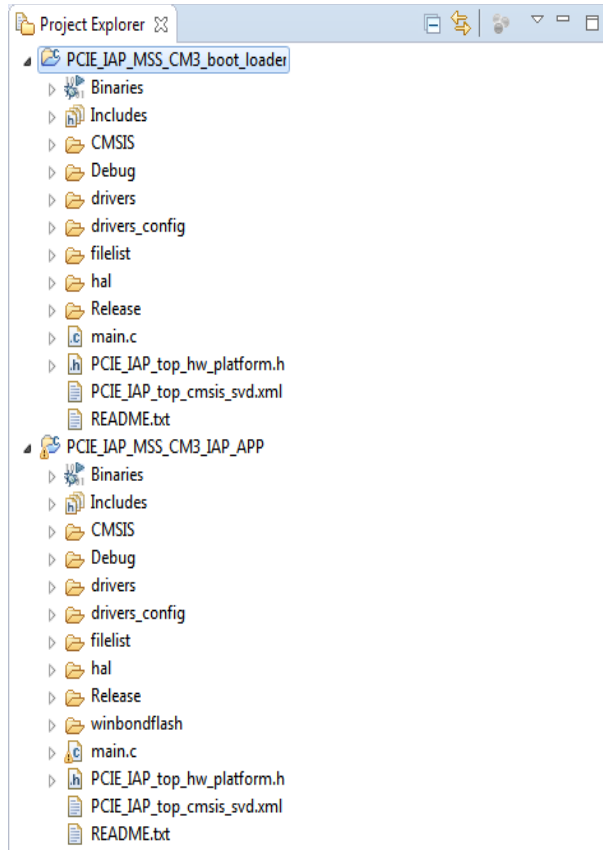 Project Explorer
PCIE_IAP_MSS_CM3_boot_loader
Binaries
Includes
CMSIS
Debug
drivers
drivers_config
filelist
hal
Release
main.c
PCIE_IAP_top_hw_platform.h
PCIE_IAP_top_cmsis_svd.xml
README.txt
PCIE_IAP_MSS_CM3_IAP_APP
Binaries
Includes
CMSIS
Debug
drivers
drivers_config
filelist
hal
Release
winbondflash
main.c
PCIE_IAP_top_hw_platform.h
PCIE_IAP_top_cmsis_svd.xml
README.txt